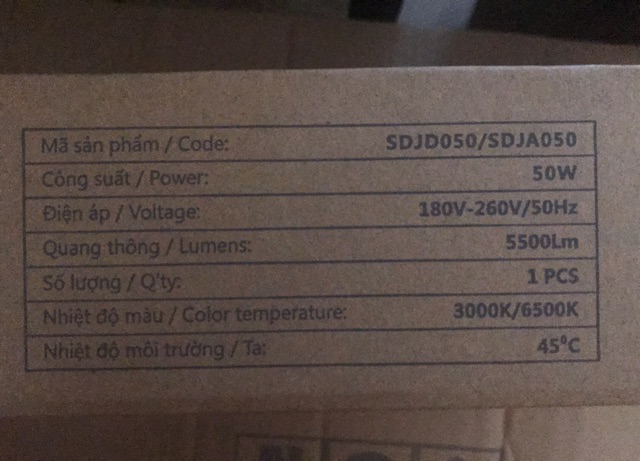 Mã sản phẩm / Code: SDJD050/SDJA050
Công suất / Power: 50W
Điện áp / Voltage: 180V-260V/50Hz
Quang thông / Lumens: 5500Lm
Số lượng / Q'ty: 1 PCS
Nhiệt độ màu / Color temperature: 3000K/6500K
Nhiệt độ môi trường / Ta: 45°C